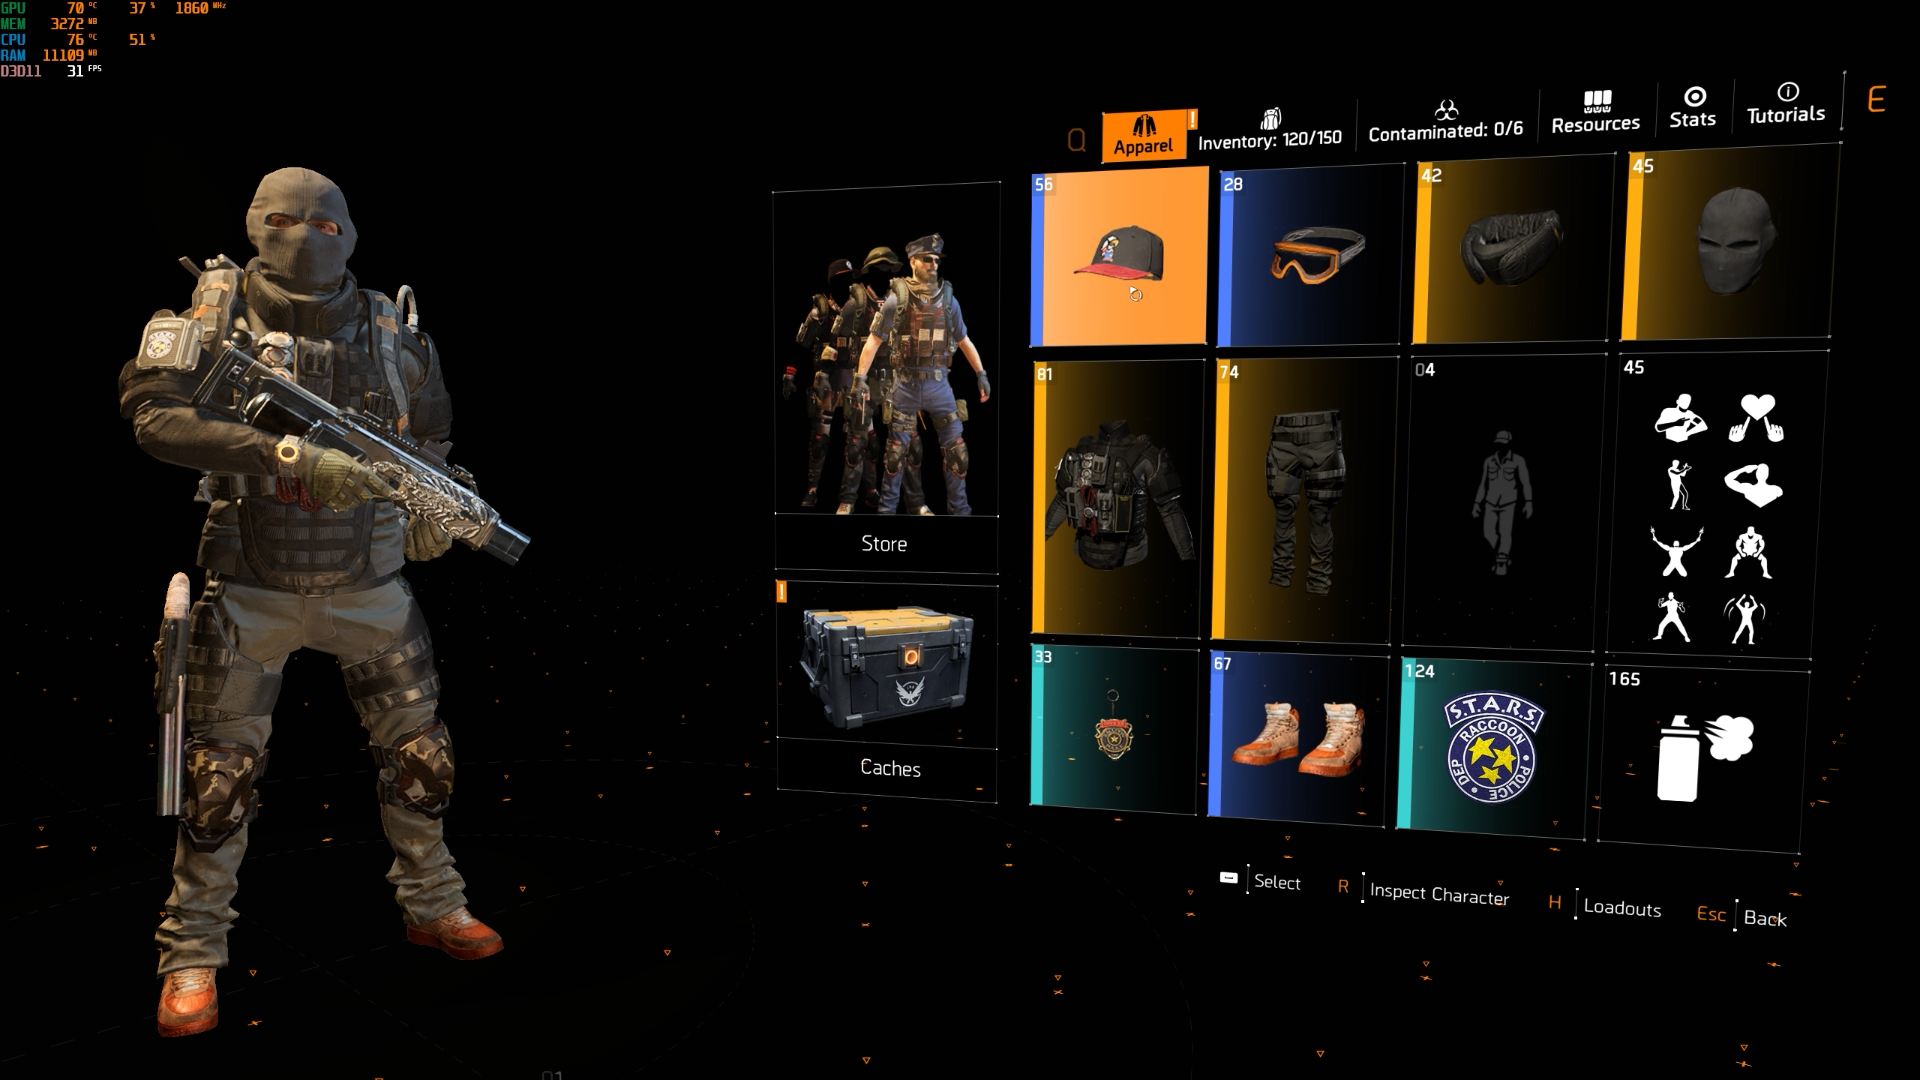 GPU 70 °C 37 % 1860 MHz
MEM 3272 MB
CPU 76 °C 51 %
RAM 11109 MB
D3D11 31 FPS
Q
Apparel
!
Inventory: 120/150
Contaminated: 0/6
Resources
Stats
Tutorials
E
56
28
42
45
81
74
04
45
Store
33
67
124
165
S.T.A.R.S.
RACCOON
POLICE
DEP
!
Caches
Select
R Inspect Character
H Loadouts
Esc Back